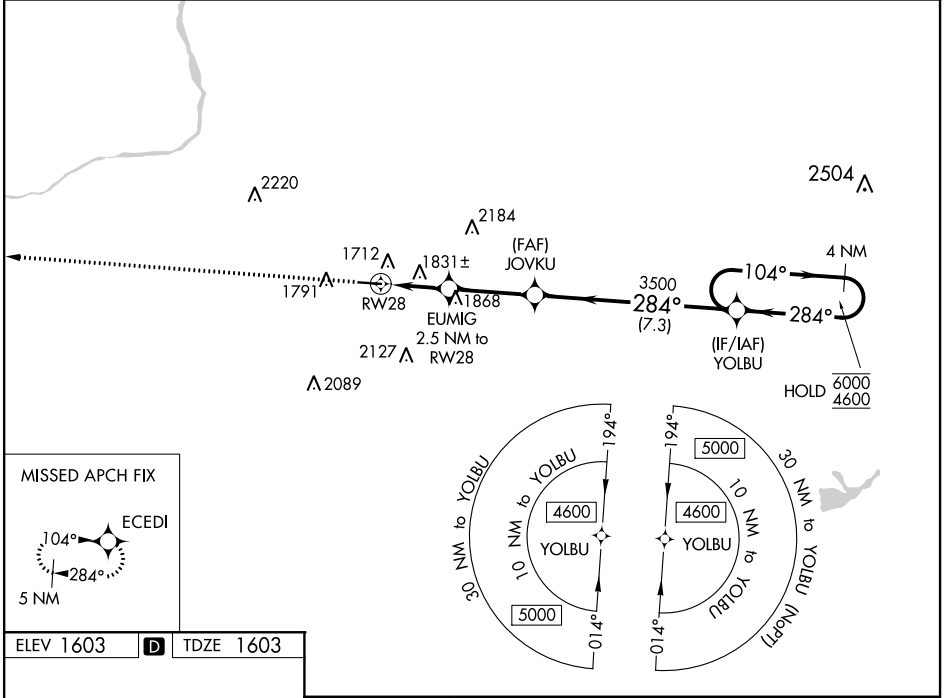 2504
2220
2184
(FAF)
JOVKU
4 NM
1712
1831±
104°
3500
284°
(7.3)
284°
1791
RW28
1868
EUMIG
2.5 NM to
RW28
(IF/IAF)
YOLBU
2127
2089
HOLD 6000
4600
194°
194°
5000
30 NM to YOLBU
10 NM to YOLBU
4600
YOLBU
4600
YOLBU
10 NM to YOLBU
30 NM to YOLBU (NoPT)
5000
014°
014°
MISSED APCH FIX
ECEDI
104°
284°
5 NM
ELEV 1603 D TDZE 1603